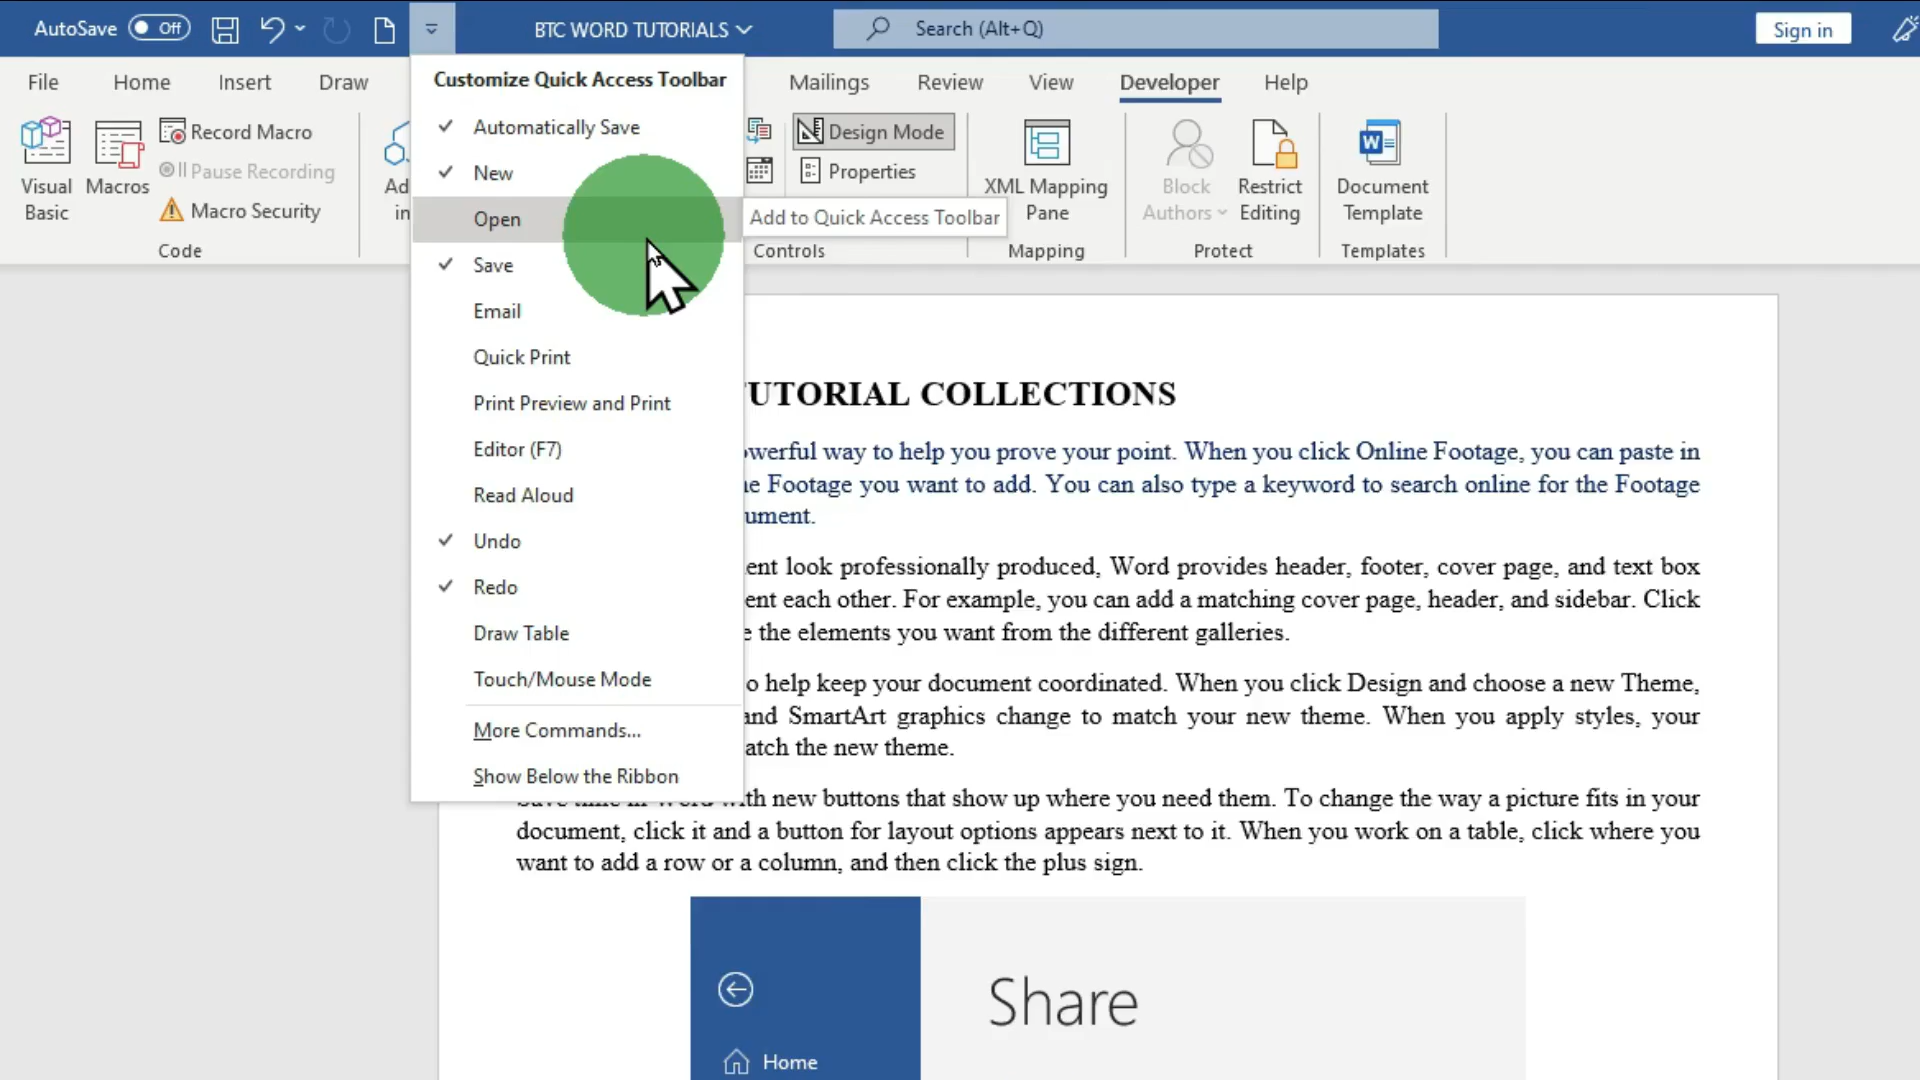 AutoSave Off BTC WORD TUTORIALS Search (Alt+Q) Sign in
File Home Insert Draw Mailings Review View Developer Help
Visual Basic
Macros
Record Macro
Pause Recording
Macro Security
Code
Design Mode
Properties
Controls
XML Mapping Pane
Mapping
Block Authors
Restrict Editing
Protect
Document Template
Templates
Customize Quick Access Toolbar
Automatically Save
New
Open
Add to Quick Access Toolbar
Save
Email
Quick Print
Print Preview and Print
Editor (F7)
Read Aloud
Undo
Redo
Draw Table
Touch/Mouse Mode
More Commands...
Show Below the Ribbon
UTORIAL COLLECTIONS
owerful way to help you prove your point. When you click Online Footage, you can paste in
e Footage you want to add. You can also type a keyword to search online for the Footage
ument.
ent look professionally produced, Word provides header, footer, cover page, and text box
ent each other. For example, you can add a matching cover page, header, and sidebar. Click
e the elements you want from the different galleries.
o help keep your document coordinated. When you click Design and choose a new Theme,
and SmartArt graphics change to match your new theme. When you apply styles, your
atch the new theme.
with new buttons that show up where you need them. To change the way a picture fits in your
document, click it and a button for layout options appears next to it. When you work on a table, click where you
want to add a row or a column, and then click the plus sign.
Share
Home